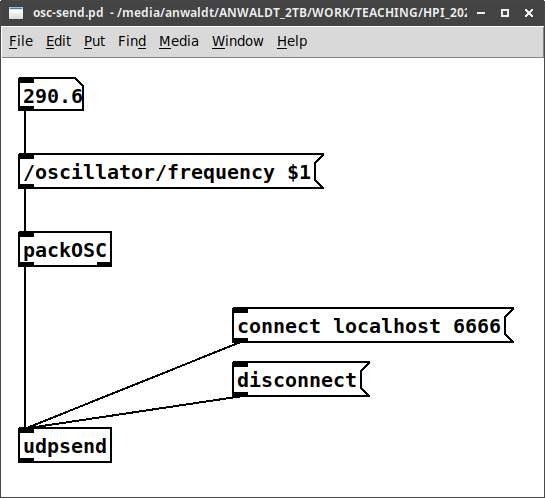 osc-send.pd - /media/anwaldt/ANWALDT_2TB/WORK/TEACHING/HPI_202
File Edit Put Find Media Window Help
290.6
/oscillator/frequency $1
packOSC
connect localhost 6666
disconnect
udpsend